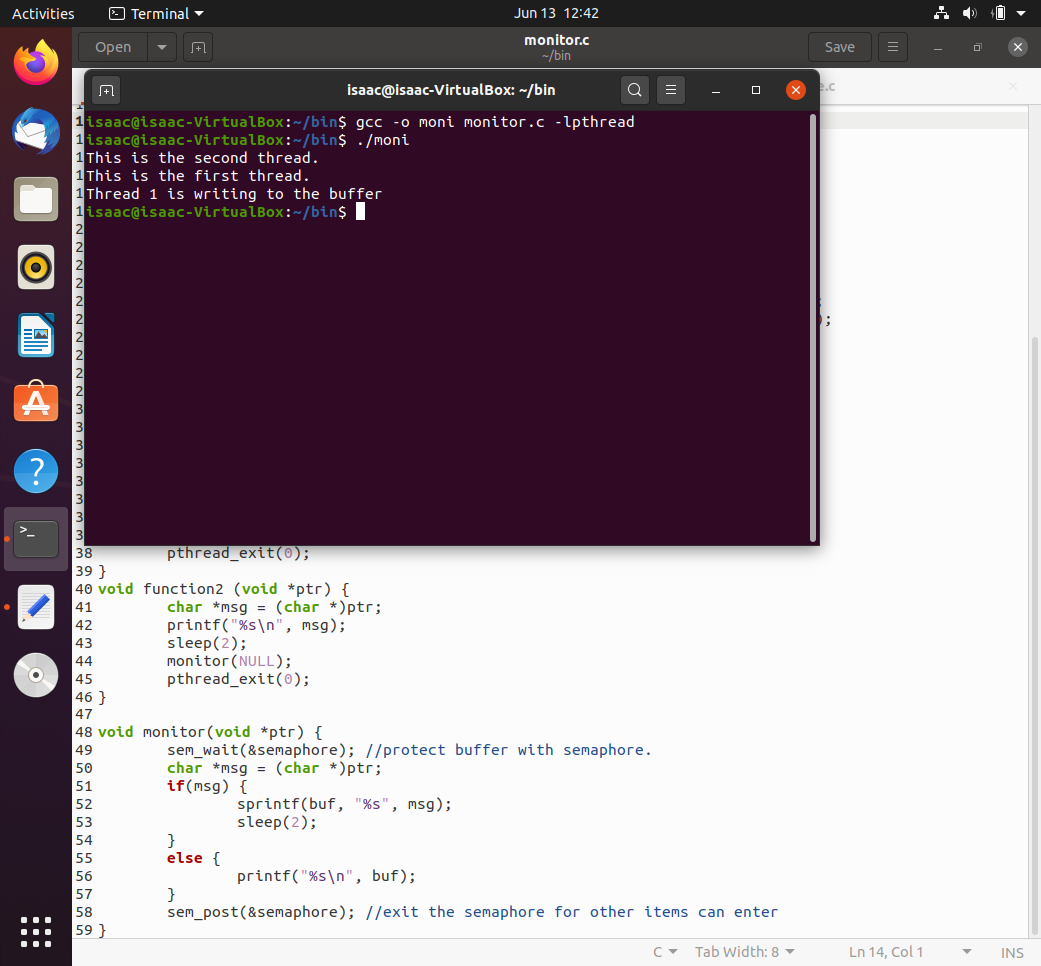 Activities Terminal Jun 13 12:42
Open monitor.c Save
~/bin
isaac@isaac-VirtualBox: ~/bin
e.c
isaac@isaac-VirtualBox:~/bin$ gcc -o moni monitor.c -lpthread
isaac@isaac-VirtualBox:~/bin$ ./moni
This is the second thread.
This is the first thread.
Thread 1 is writing to the buffer
isaac@isaac-VirtualBox:~/bin$
);
38 pthread_exit(0);
39 }
40 void function2 (void *ptr) {
41 char *msg = (char *)ptr;
42 printf("%s\n", msg);
43 sleep(2);
44 monitor(NULL);
45 pthread_exit(0);
46 }
47
48 void monitor(void *ptr) {
49 sem_wait(&semaphore); //protect buffer with semaphore.
50 char *msg = (char *)ptr;
51 if(msg) {
52 sprintf(buf, "%s", msg);
53 sleep(2);
54 }
55 else {
56 printf("%s\n", buf);
57 }
58 sem_post(&semaphore); //exit the semaphore for other items can enter
59 }
C Tab Width: 8 Ln 14, Col 1 INS